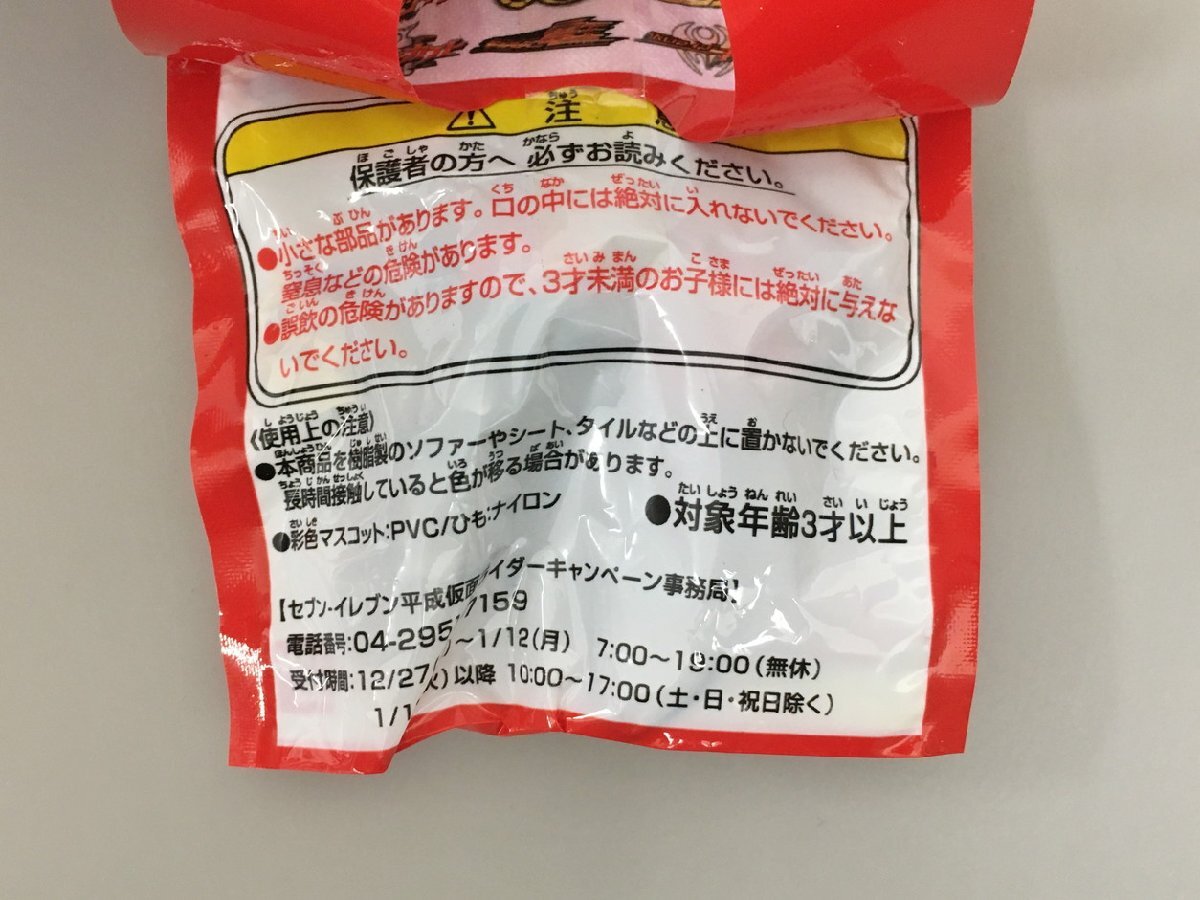 注意
保護者の方へ 必ずお読みください。
●小さな部品があります。口の中には絶対に入れないでください。
窒息などの危険があります。
●誤飲の危険がありますので、3才未満のお子様には絶対に与えな
いでください。
〈使用上の注意〉
●本商品を樹脂製のソファーやシート、タイルなどの上に置かないでください。
長時間接触していると色が移る場合があります。
●彩色マスコット:PVC/ひも:ナイロン
●対象年齢3才以上
【セブン-イレブン平成仮面ライダーキャンペーン事務局】
電話番号:04-295 7159
受付時間:12/27 ～1/12(月) 7:00～19:00(無休)
1/1 (火)以降 10:00～17:00(土・日・祝日除く)